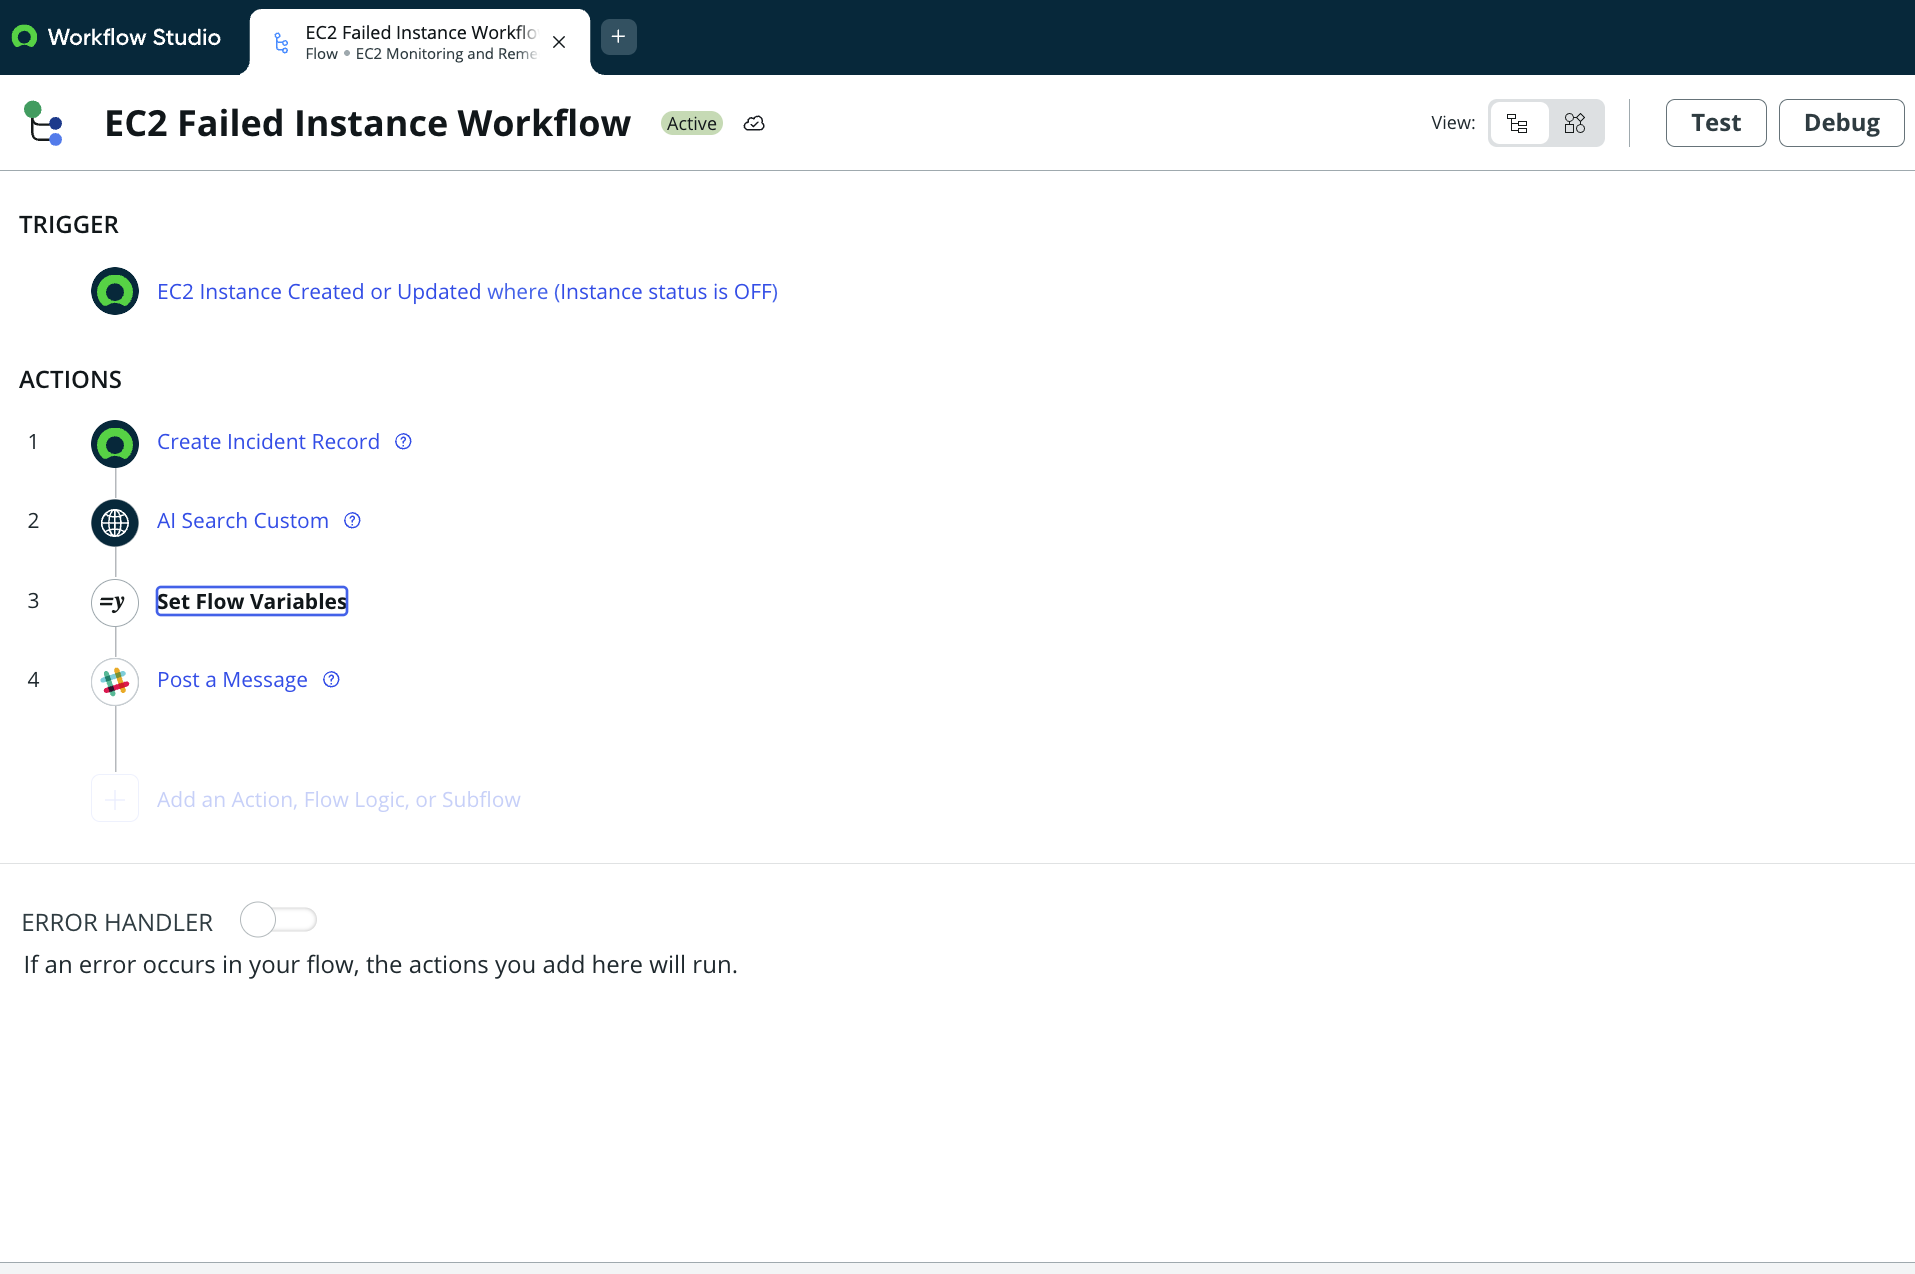 Workflow Studio
EC2 Failed Instance Workflo
Flow • EC2 Monitoring and Reme
EC2 Failed Instance Workflow
Active
View:
Test
Debug
TRIGGER
EC2 Instance Created or Updated where (Instance status is OFF)
ACTIONS
1 Create Incident Record
2 AI Search Custom
3 =y Set Flow Variables
4 Post a Message
Add an Action, Flow Logic, or Subflow
ERROR HANDLER
If an error occurs in your flow, the actions you add here will run.